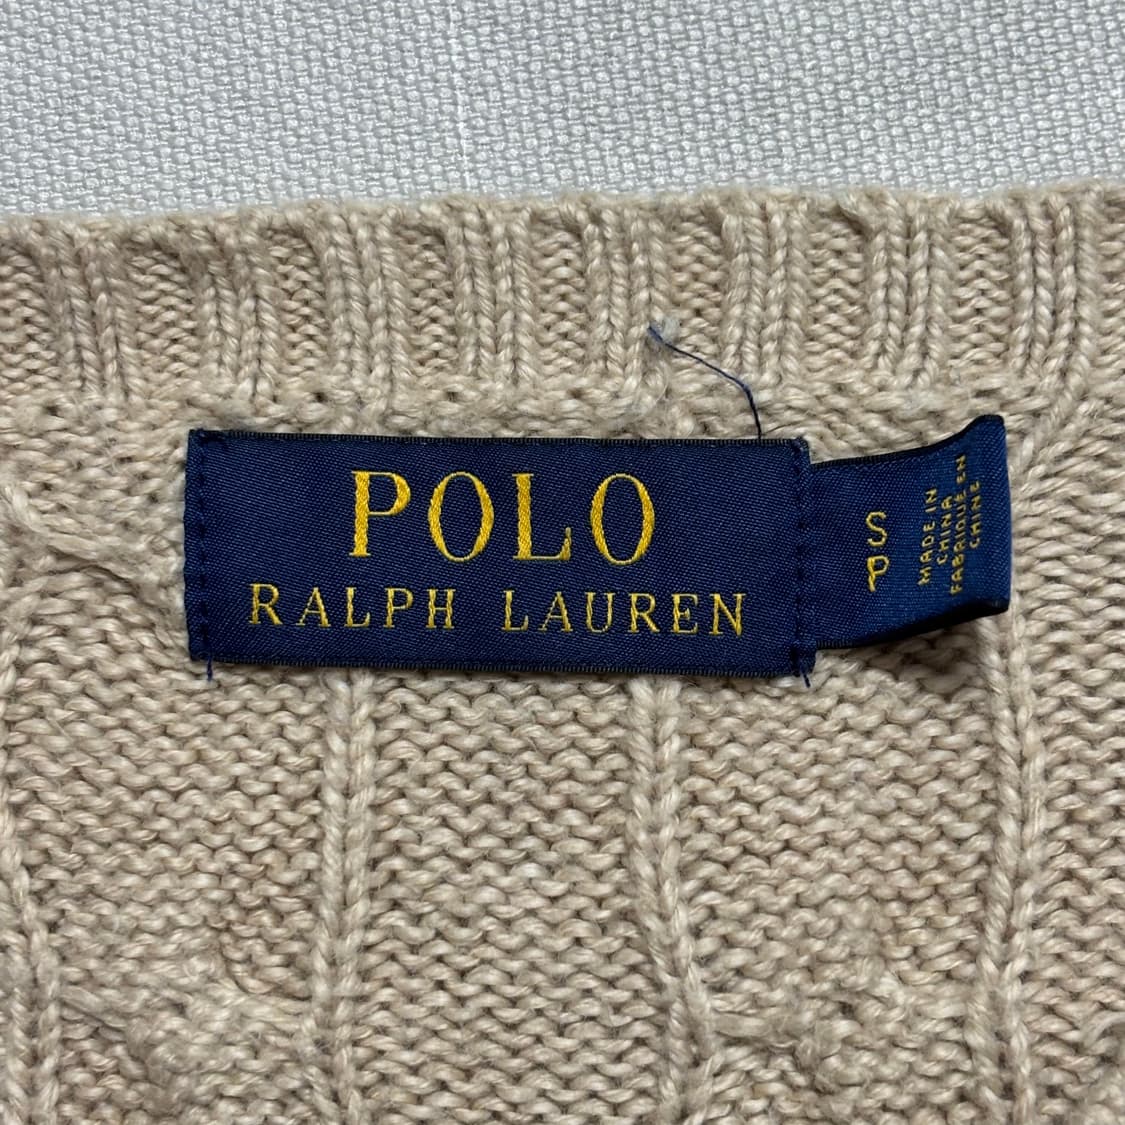 POLO
RALPH LAUREN
S
P
MADE IN
CHINA
FABRIQUÉ EN
CHINE